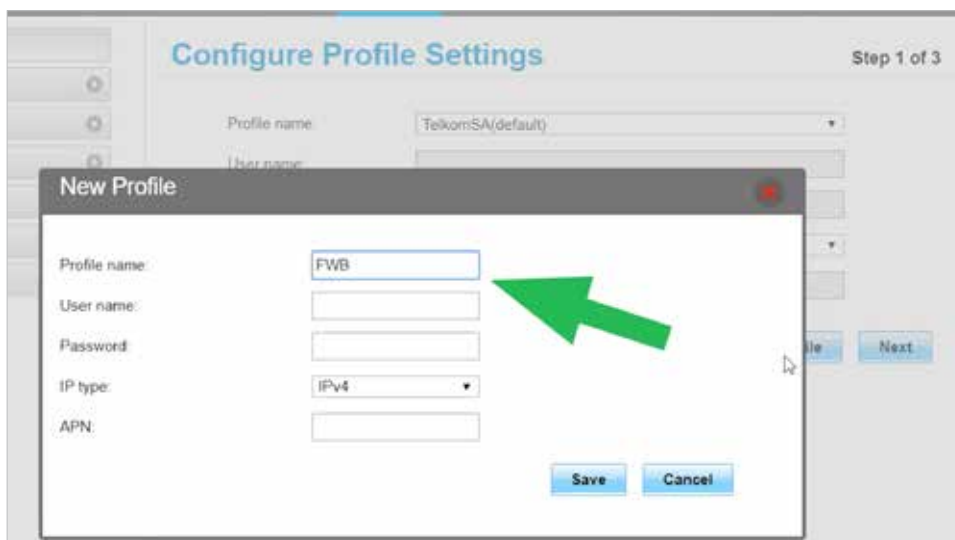 Configure Profile Settings
Step 1 of 3
Profile name:
TelkomSA(default)
User name:
New Profile
Profile name:
FWB
User name:
Password:
IP type:
IPv4
APN:
Next
Save
Cancel